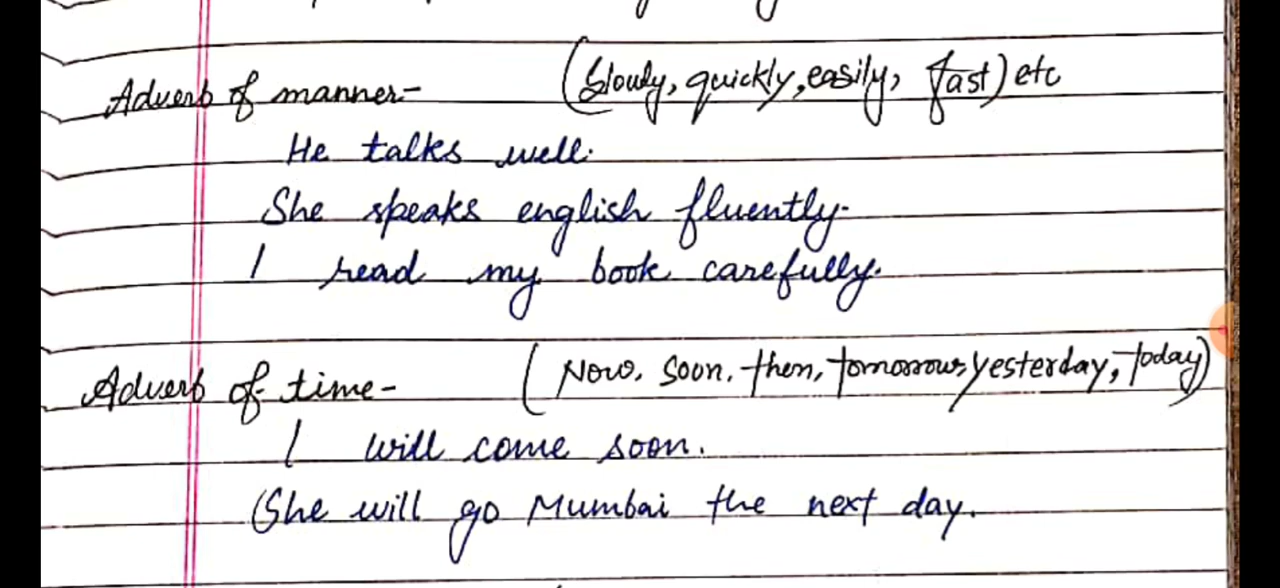 Adverb of manner- (Slowly, quickly, easily, fast) etc
He talks well.
She speaks english fluently.
I read my book carefully.
Adverb of time- (Now, soon, then, tomorrow, yesterday, today)
I will come soon.
(She will go Mumbai the next day.